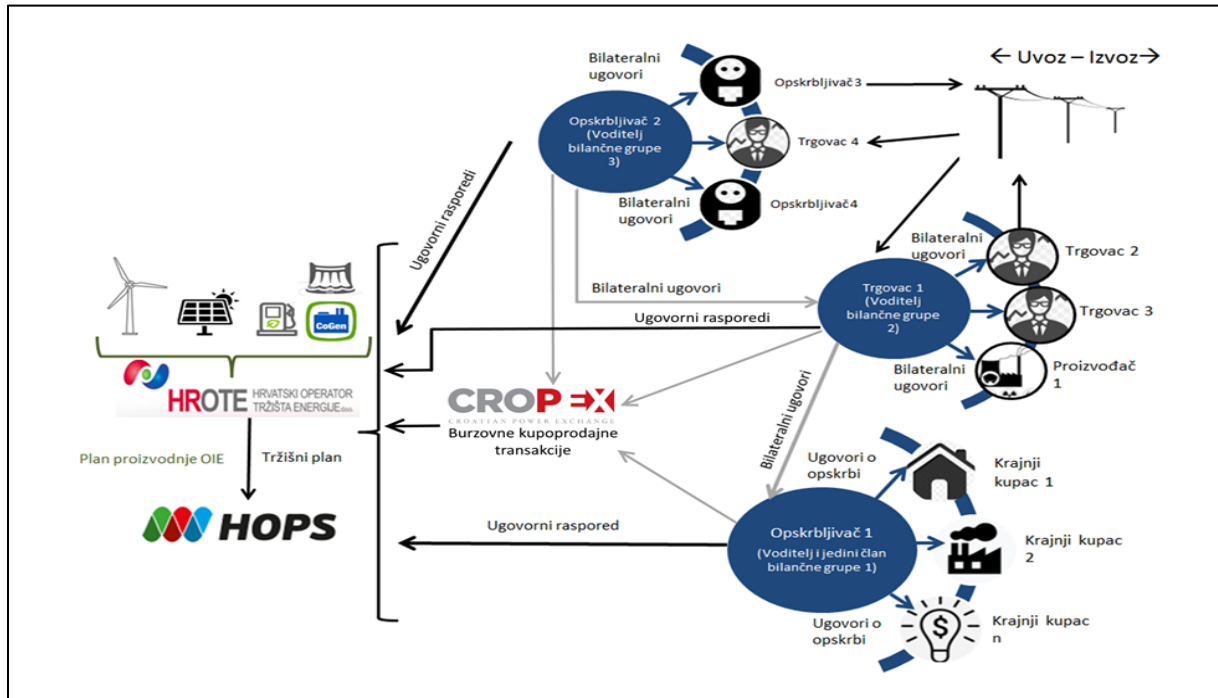 Bilateralni
ugovori
Opskrbljivač 3
Opskrbljivač 2
(Voditelj
bilančne grupe
3)
Trgovac 4
Bilateralni
ugovori
Opskrbljivač4
← Uvoz – Izvoz→
Ugovorni rasporedi
Bilateralni ugovori
Bilateralni
ugovori
Trgovac 2
Trgovac 1
(Voditelj
bilančne grupe
2)
Trgovac 3
Bilateralni
ugovori
Proizvođač
1
Ugovorni rasporedi
CoGen
HROTE
HRVATSKI OPERATOR
TRŽIŠTA ENERGIJE d.o.o.
CROPEX
CROATIAN POWER EXCHANGE
Burzovne kupoprodajne
transakcije
Bilateralni ugovori
Plan proizvodnje OIE
Tržišni plan
HOPS
Ugovorni raspored
Ugovori o
opskrbi
Krajnji
kupac 1
Opskrbljivač 1
(Voditelj i jedini član
bilančne grupe 1)
Krajnji kupac
2
Ugovori o
opskrbi
$
Krajnji kupac
n